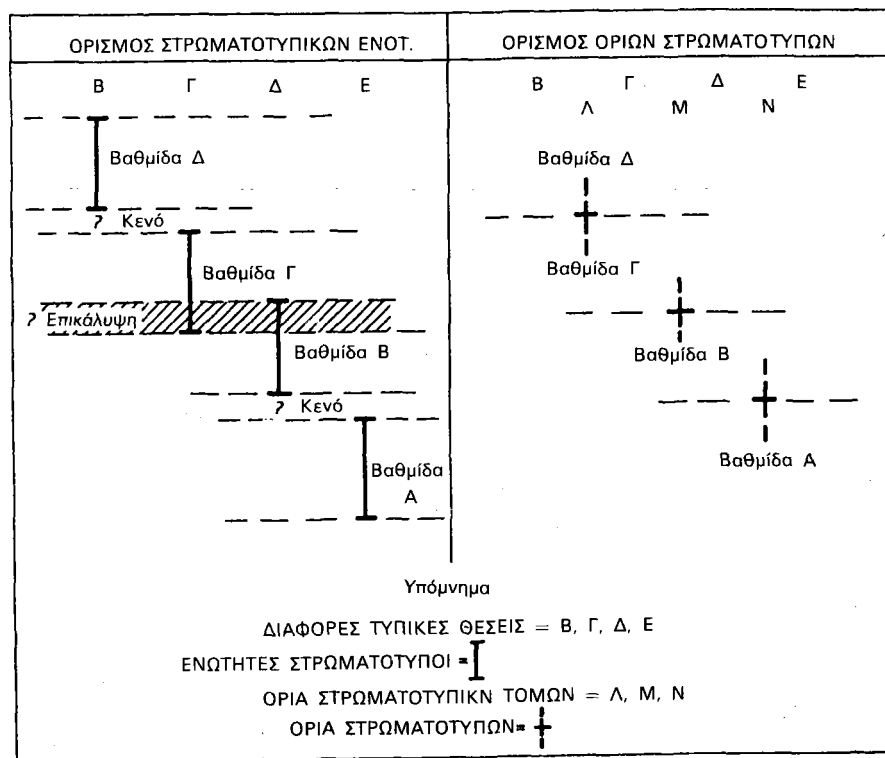 ΟΡΙΣΜΟΣ ΣΤΡΩΜΑΤΟΤΥΠΙΚΩΝ ΕΝΟΤ.
Β Γ Δ Ε
Βαθμίδα Δ
? Κενό
Βαθμίδα Γ
? Επικάλυψη
Βαθμίδα Β
? Κενό
Βαθμίδα
Α
ΟΡΙΣΜΟΣ ΟΡΙΩΝ ΣΤΡΩΜΑΤΟΤΥΠΩΝ
Β Γ Δ Ε
Λ Μ Ν
Βαθμίδα Δ
Βαθμίδα Γ
Βαθμίδα Β
Βαθμίδα Α
Υπόμνημα
ΔΙΑΦΟΡΕΣ ΤΥΠΙΚΕΣ ΘΕΣΕΙΣ = Β, Γ, Δ, Ε
ΕΝΩΤΗΤΕΣ ΣΤΡΩΜΑΤΟΤΥΠΟΙ =
ΟΡΙΑ ΣΤΡΩΜΑΤΟΤΥΠΙΚΝ ΤΟΜΩΝ = Λ, Μ, Ν
ΟΡΙΑ ΣΤΡΩΜΑΤΟΤΥΠΩΝ=